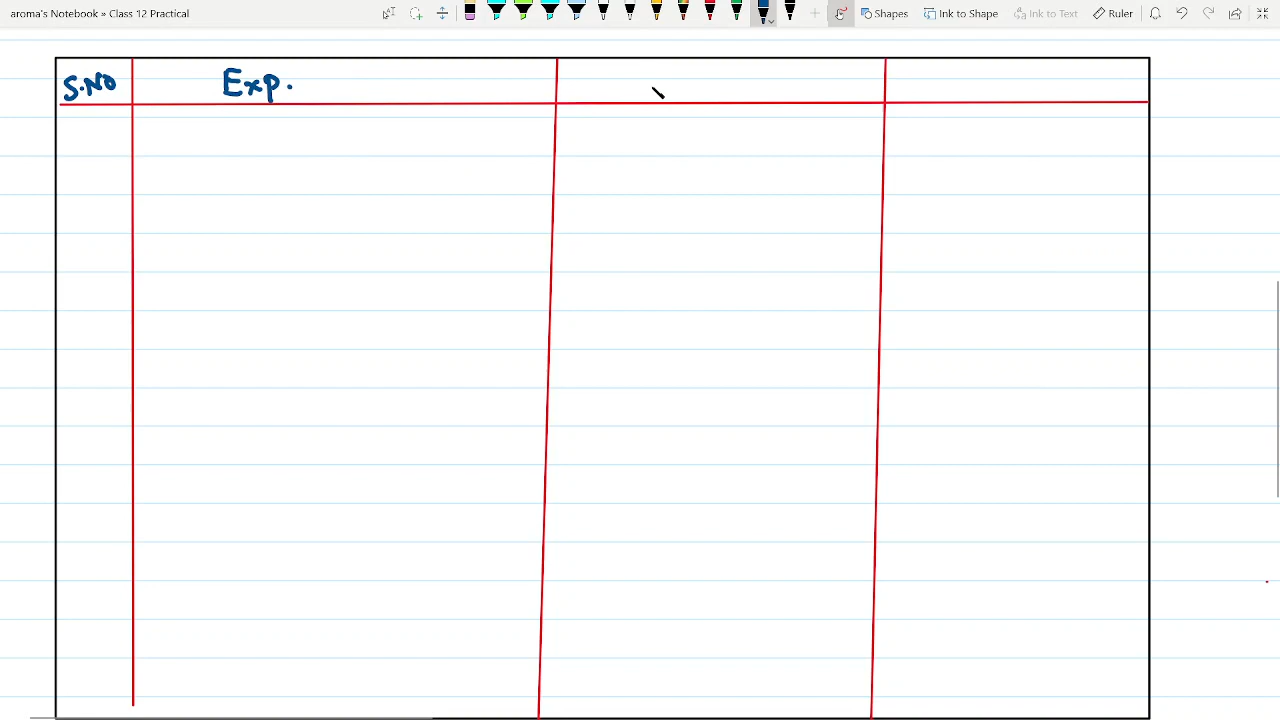 aroma's Notebook » Class 12 Practical
Shapes Ink to Shape Ink to Text Ruler
S.No Exp.